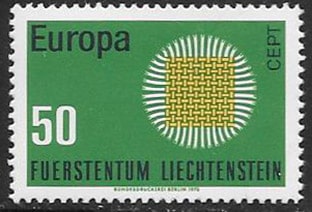 Europa
CEPT
50
FUERSTENTUM LIECHTENSTEIN
BUNDESDRUCKEREI BERLIN 1970